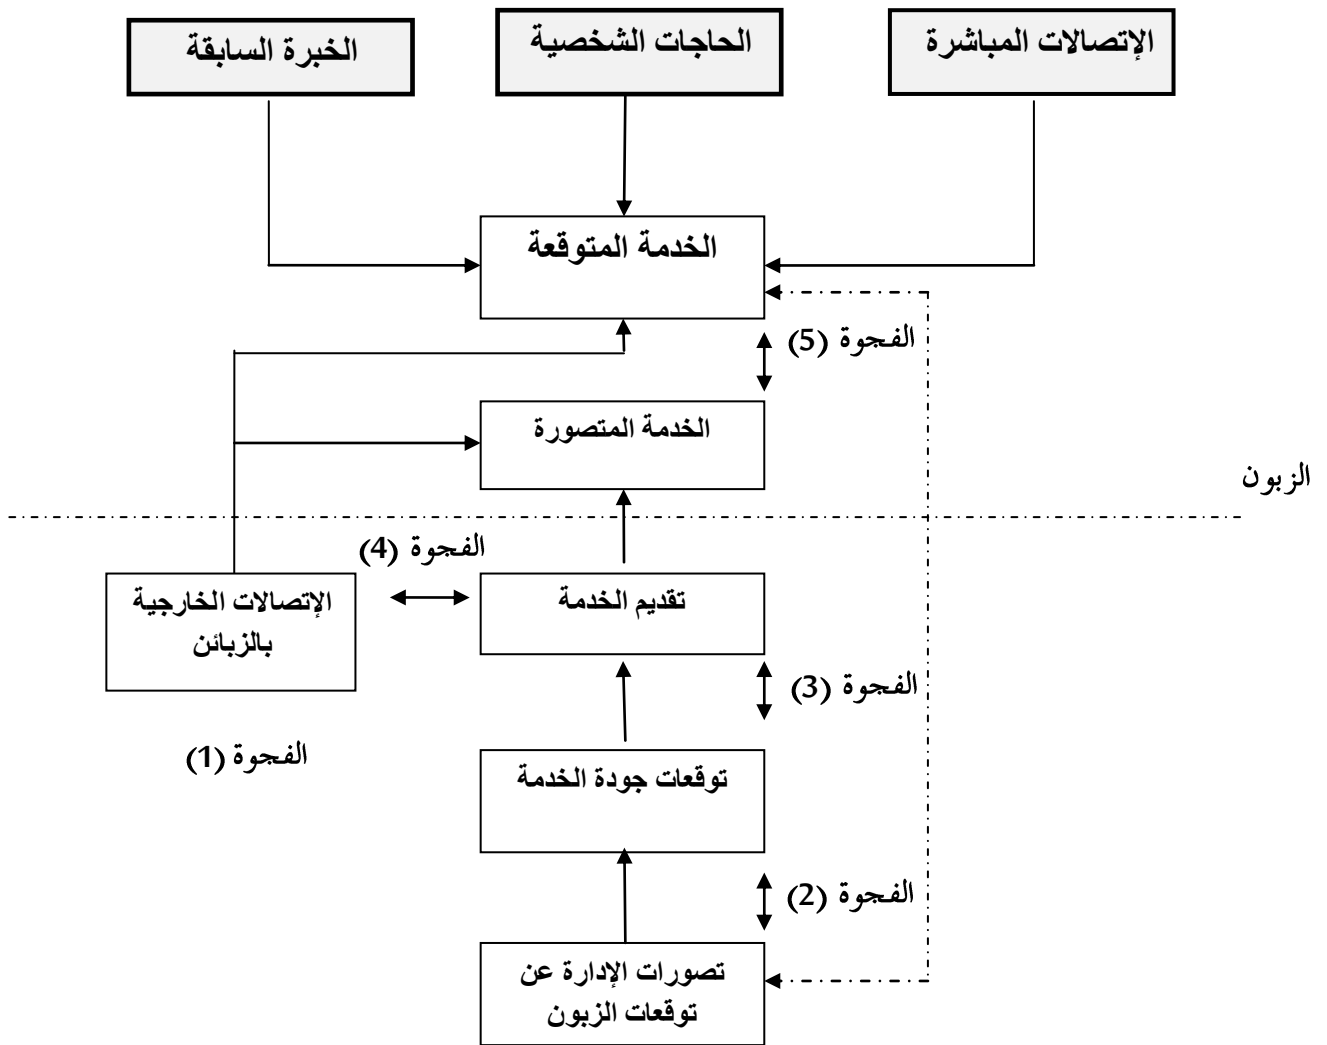 الإتصالات المباشرة
الحاجات الشخصية
الخبرة السابقة
الخدمة المتوقعة
الفجوة (5)
الخدمة المتصورة
الزبون
الفجوة (4)
تقديم الخدمة
الإتصالات الخارجية
بالزبائن
الفجوة (3)
الفجوة (1)
توقعات جودة الخدمة
الفجوة (2)
تصورات الإدارة عن
توقعات الزبون